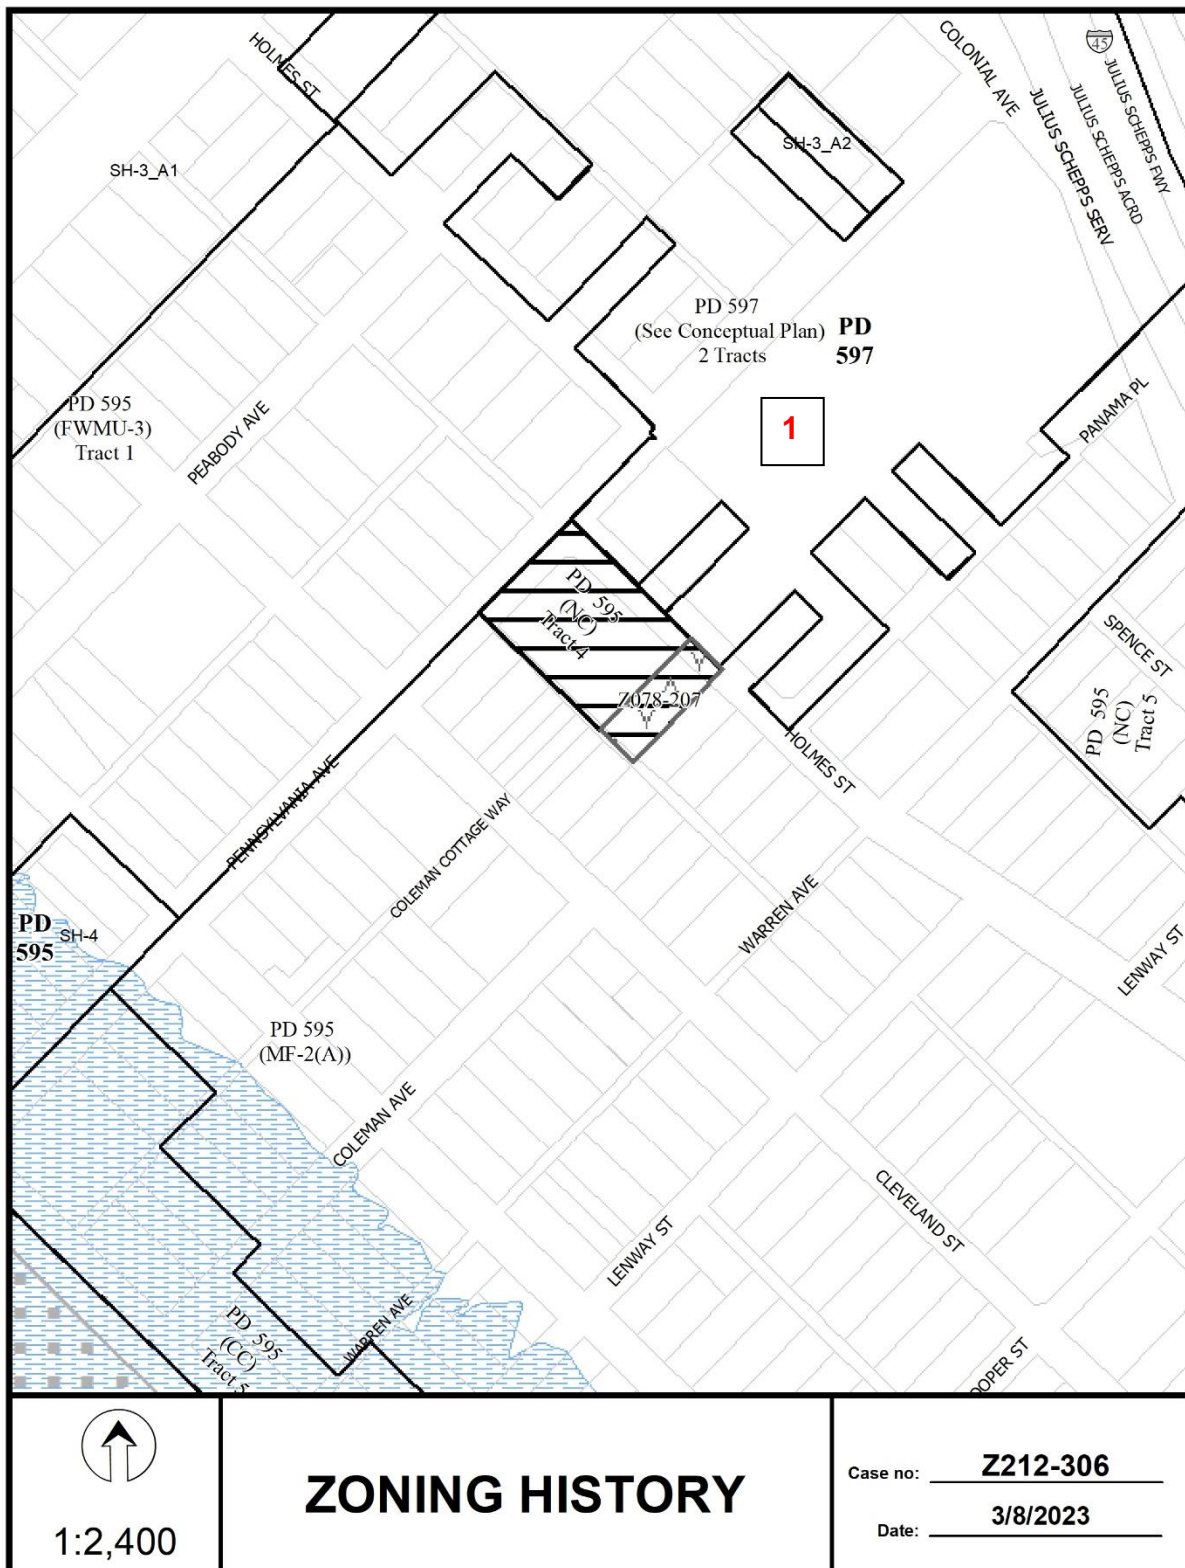 HOLMES ST
COLONIAL AVE
45
JULIUS SCHEPPS FWY
JULIUS SCHEPPS ACRD
JULIUS SCHEPPS SERV
SH-3_A1
SH-3_A2
PD 597
(See Conceptual Plan)
2 Tracts
PD
597
PD 595
(FWMU-3)
Tract 1
PEABODY AVE
1
PANAMA PL
PD 595
(NC)
Tract 4
Z078-207
SPENCE ST
PD 595
(NC)
Tract 5
HOLMES ST
PENNSYLVANIA AVE
COLEMAN COTTAGE WAY
WARREN AVE
LENWAY ST
PD
595
SH-4
PD 595
(MF-2(A))
COLEMAN AVE
CLEVELAND ST
LENWAY ST
WARREN AVE
PD 595
(CC)
Tract 5
OOPER ST
1:2,400
ZONING HISTORY
Case no: Z212-306
Date: 3/8/2023